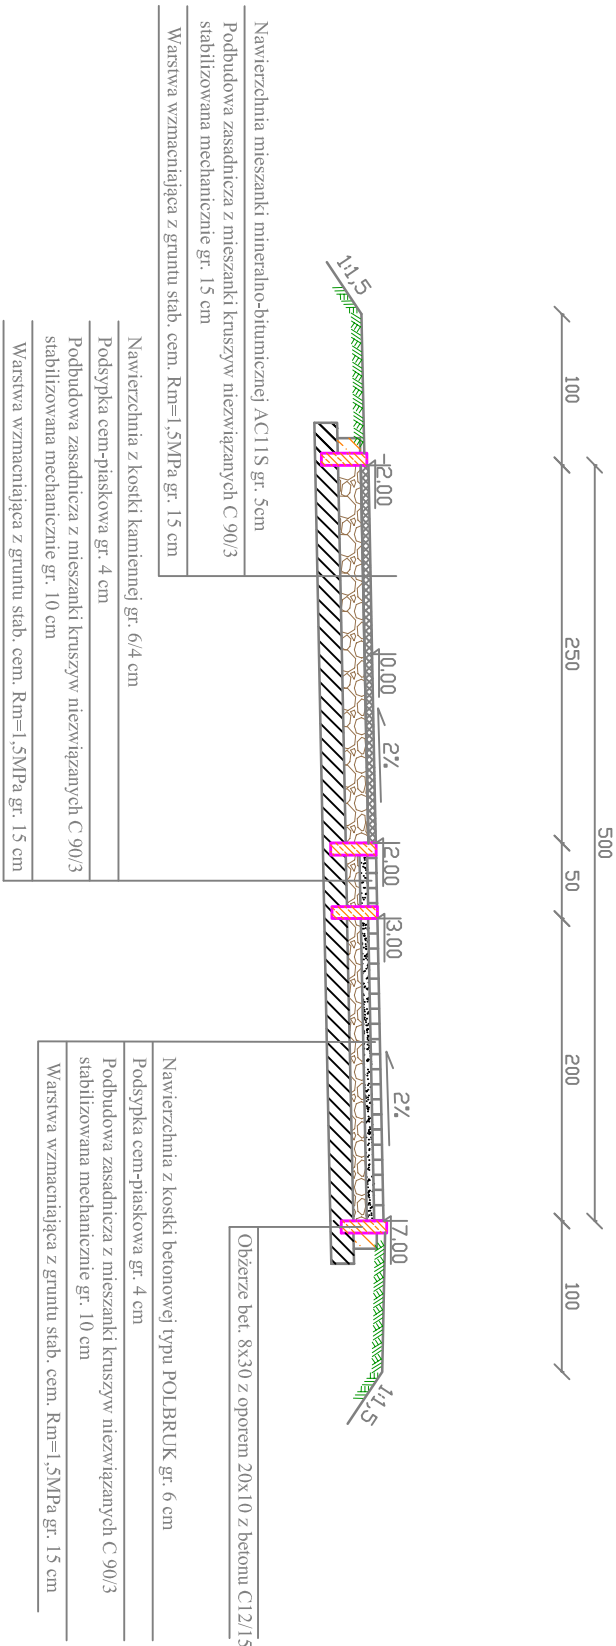 500
100
250
50
200
100
1:1,5
-2.00
0.00
2%
2.00
3.00
2%
7.00
1:1,5
Nawierzchnia mieszanki mineralno-bitumicznej AC11S gr. 5cm
Podbudowa zasadnicza z mieszanki kruszyw niezwiązanych C 90/3
stabilizowana mechanicznie gr. 15 cm
Warstwa wzmacniająca z gruntu stab. cem. Rm=1,5MPa gr. 15 cm
Nawierzchnia z kostki kamiennej gr. 6/4 cm
Podsypka cem-piaskowa gr. 4 cm
Podbudowa zasadnicza z mieszanki kruszyw niezwiązanych C 90/3
stabilizowana mechanicznie gr. 10 cm
Warstwa wzmacniająca z gruntu stab. cem. Rm=1,5MPa gr. 15 cm
Obżerze bet. 8x30 z oporem 20x10 z betonu C12/15
Nawierzchnia z kostki betonowej typu POLBRUK gr. 6 cm
Podsypka cem-piaskowa gr. 4 cm
Podbudowa zasadnicza z mieszanki kruszyw niezwiązanych C 90/3
stabilizowana mechanicznie gr. 10 cm
Warstwa wzmacniająca z gruntu stab. cem. Rm=1,5MPa gr. 15 cm